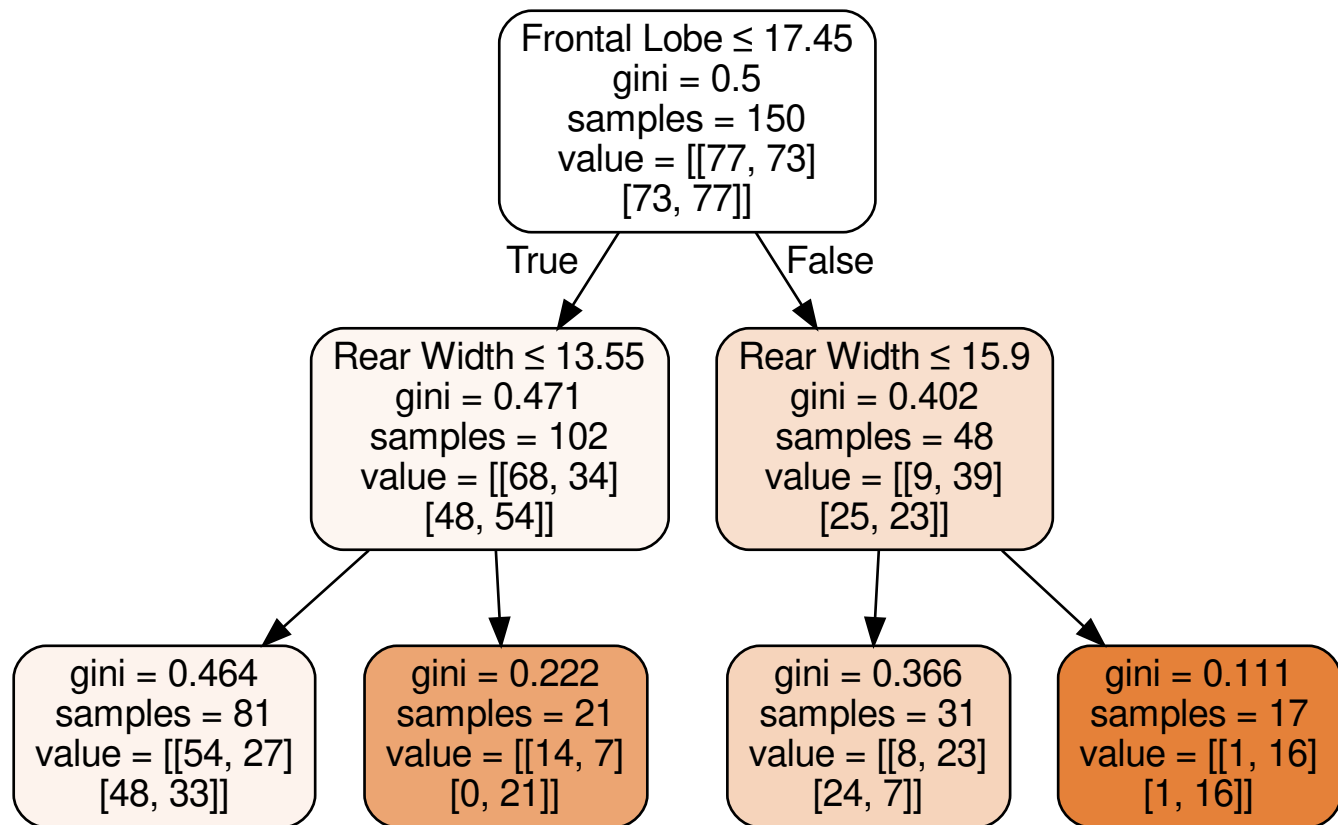 Frontal Lobe ≤ 17.45
gini = 0.5
samples = 150
value = [[77, 73]
[73, 77]]
True
False
Rear Width ≤ 13.55
gini = 0.471
samples = 102
value = [[68, 34]
[48, 54]]
Rear Width ≤ 15.9
gini = 0.402
samples = 48
value = [[9, 39]
[25, 23]]
gini = 0.464
samples = 81
value = [[54, 27]
[48, 33]]
gini = 0.222
samples = 21
value = [[14, 7]
[0, 21]]
gini = 0.366
samples = 31
value = [[8, 23]
[24, 7]]
gini = 0.111
samples = 17
value = [[1, 16]
[1, 16]]